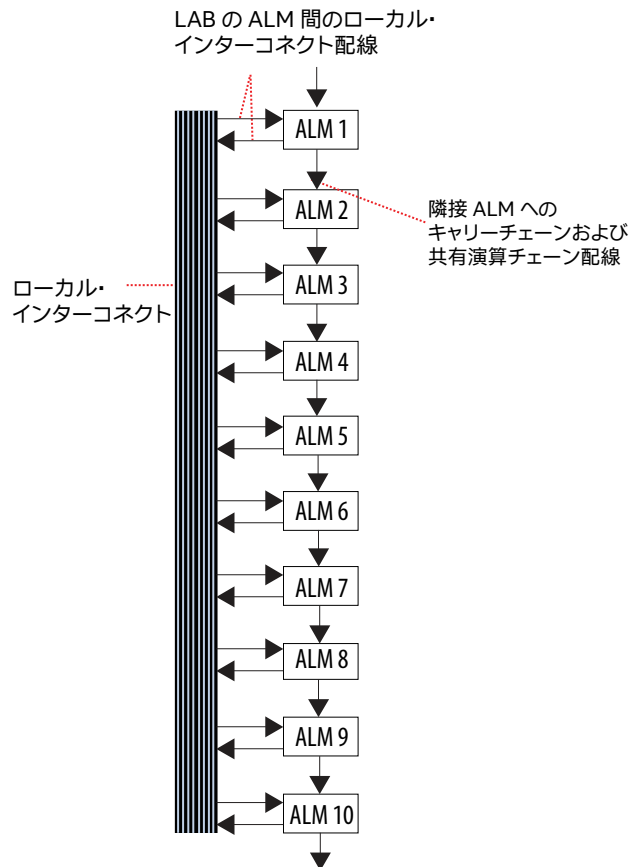 LAB の ALM 間のローカル・
インターコネクト配線
ALM 1
ALM 2
隣接 ALM への
キャリーチェーンおよび
共有演算チェーン配線
ALM 3
ローカル・
インターコネクト
ALM 4
ALM 5
ALM 6
ALM 7
ALM 8
ALM 9
ALM 10